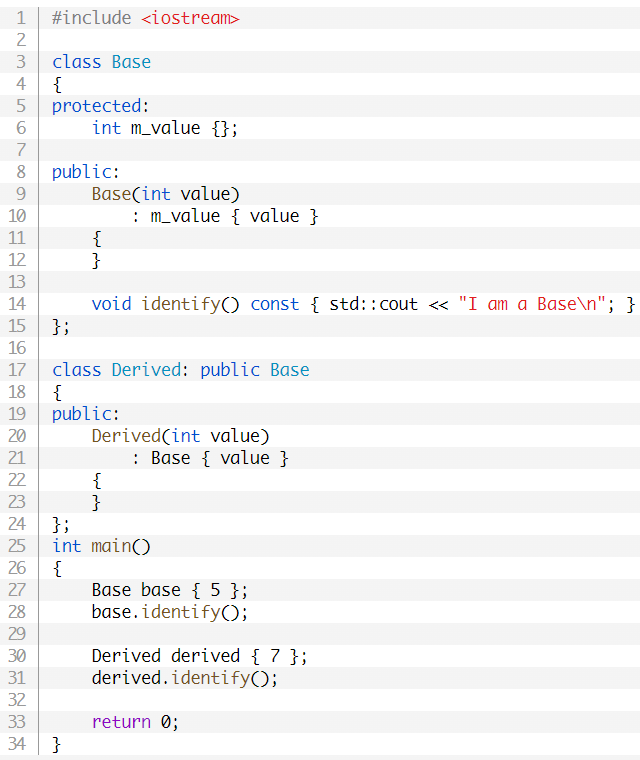 1 #include <iostream>
2
3 class Base
4 {
5 protected:
6     int m_value {};
7
8 public:
9     Base(int value)
10         : m_value { value }
11     {
12     }
13
14     void identify() const { std::cout << "I am a Base\n"; }
15 };
16
17 class Derived: public Base
18 {
19 public:
20     Derived(int value)
21         : Base { value }
22     {
23     }
24 };
25 int main()
26 {
27     Base base { 5 };
28     base.identify();
29
30     Derived derived { 7 };
31     derived.identify();
32
33     return 0;
34 }